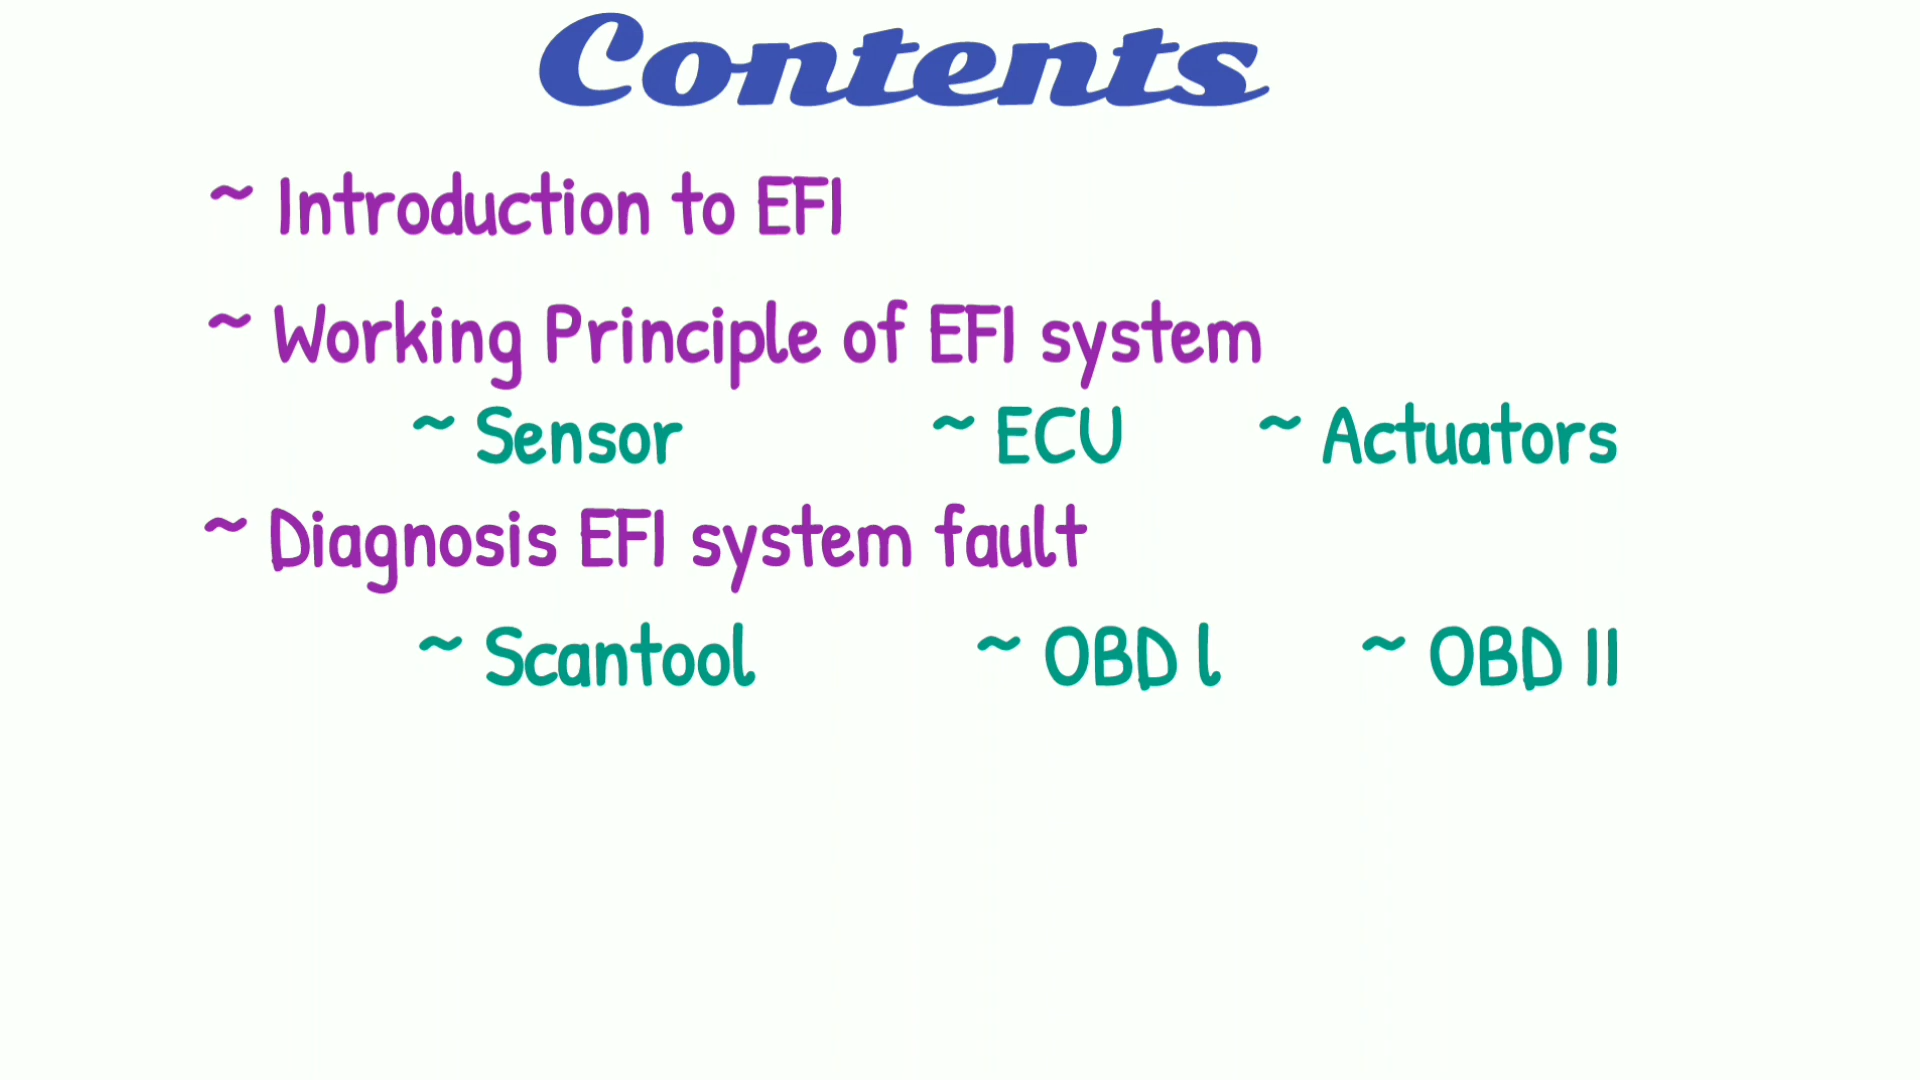 Contents
~ Introduction to EFI
~ Working Principle of EFI system
~ Sensor ~ ECU ~ Actuators
~ Diagnosis EFI system fault
~ Scantool ~ OBD l ~ OBD II